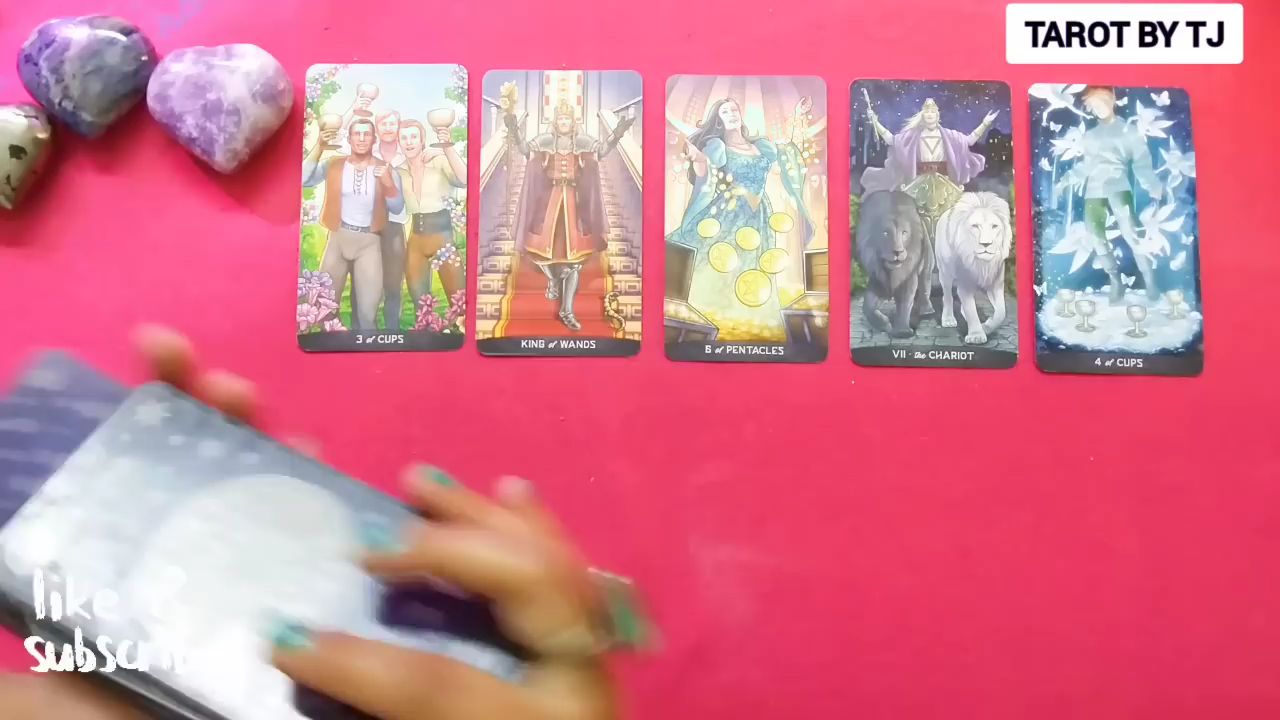 TAROT BY TJ
3 of CUPS
KING of WANDS
6 of PENTACLES
VII · the CHARIOT
4 of CUPS
like